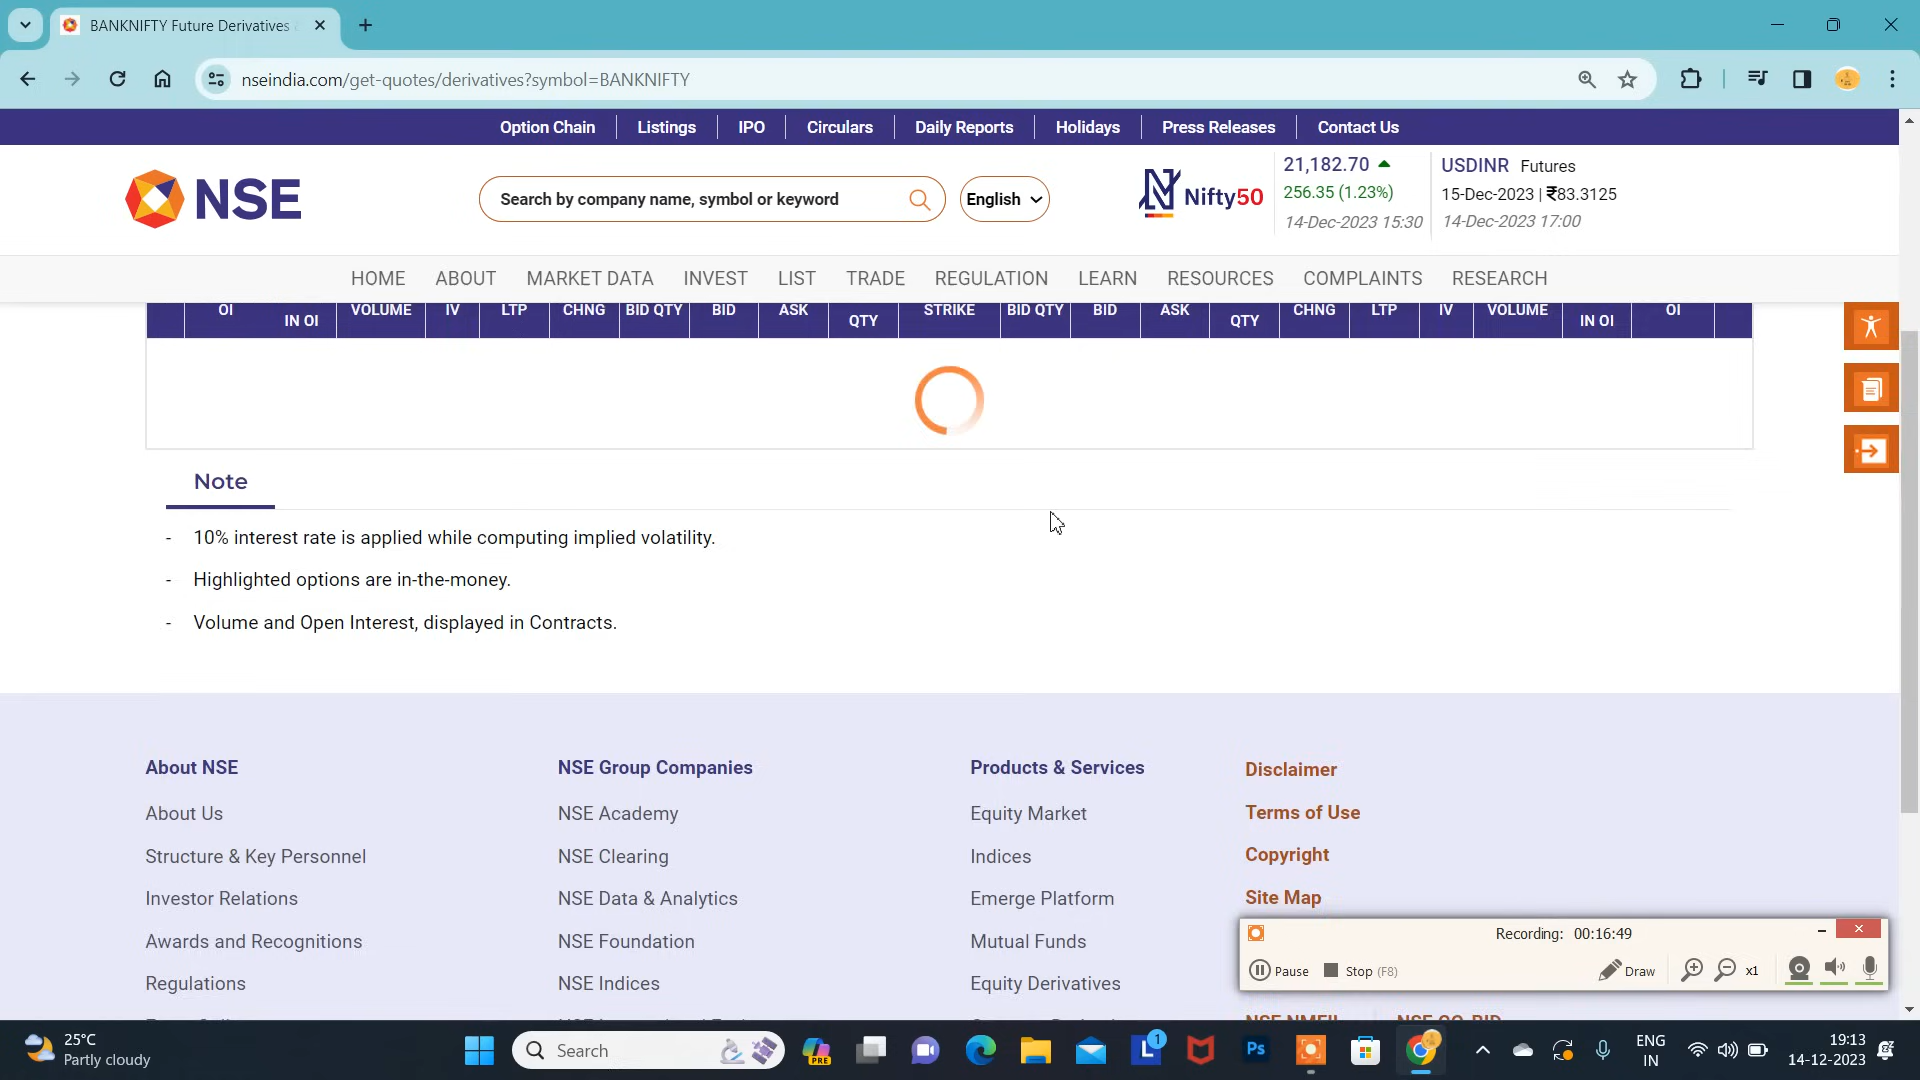 BANKNIFTY Future Derivatives
nseindia.com/get-quotes/derivatives?symbol=BANKNIFTY
Option Chain Listings IPO Circulars Daily Reports Holidays Press Releases Contact Us
NSE
Search by company name, symbol or keyword
English
Nifty50
21,182.70
256.35 (1.23%)
14-Dec-2023 15:30
USDINR Futures
15-Dec-2023 | ₹83.3125
14-Dec-2023 17:00
HOME ABOUT MARKET DATA INVEST LIST TRADE REGULATION LEARN RESOURCES COMPLAINTS RESEARCH
OI IN OI VOLUME IV LTP CHNG BID QTY BID ASK QTY STRIKE BID QTY BID ASK QTY CHNG LTP IV VOLUME IN OI OI
Note
- 10% interest rate is applied while computing implied volatility.
- Highlighted options are in-the-money.
- Volume and Open Interest, displayed in Contracts.
About NSE
About Us
Structure & Key Personnel
Investor Relations
Awards and Recognitions
Regulations
NSE Group Companies
NSE Academy
NSE Clearing
NSE Data & Analytics
NSE Foundation
NSE Indices
Products & Services
Equity Market
Indices
Emerge Platform
Mutual Funds
Equity Derivatives
Disclaimer
Terms of Use
Copyright
Site Map
Recording: 00:16:49
Pause Stop (F8) Draw x1
25°C
Partly cloudy
Search
PRE
1
Ps
ENG
IN
19:13
14-12-2023